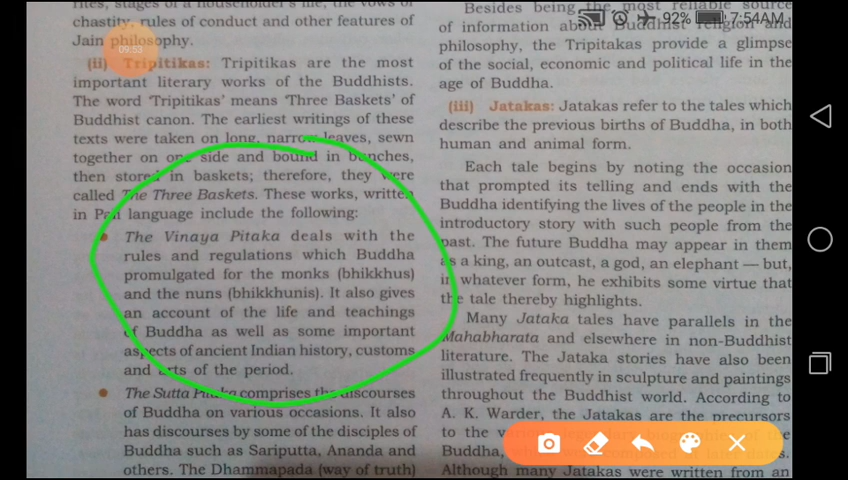 rites, stages of a householder's life, the vows of
chastity, rules of conduct and other features of
Jain philosophy.
(ii) Tripitikas: Tripitikas are the most
important literary works of the Buddhists.
The word 'Tripitikas' means 'Three Baskets' of
Buddhist canon. The earliest writings of these
texts were taken on long, narrow leaves, sewn
together on one side and bound in bunches,
then stored in baskets; therefore, they were
called The Three Baskets. These works, written
in Pali language include the following:
• The Vinaya Pitaka deals with the
rules and regulations which Buddha
promulgated for the monks (bhikkhus)
and the nuns (bhikkhunis). It also gives
an account of the life and teachings
of Buddha as well as some important
aspects of ancient Indian history, customs
and arts of the period.
• The Sutta Pitaka comprises the discourses
of Buddha on various occasions. It also
has discourses by some of the disciples of
Buddha such as Sariputta, Ananda and
others. The Dhammapada (way of truth)
Besides being the most reliable source
of information about Buddhist religion and
philosophy, the Tripitakas provide a glimpse
of the social, economic and political life in the
age of Buddha.
(iii) Jatakas: Jatakas refer to the tales which
describe the previous births of Buddha, in both
human and animal form.
Each tale begins by noting the occasion
that prompted its telling and ends with the
Buddha identifying the lives of the people in the
introductory story with such people from the
past. The future Buddha may appear in them
as a king, an outcast, a god, an elephant — but,
in whatever form, he exhibits some virtue that
the tale thereby highlights.
Many Jataka tales have parallels in the
Mahabharata and elsewhere in non-Buddhist
literature. The Jataka stories have also been
illustrated frequently in sculpture and paintings
throughout the Buddhist world. According to
A. K. Warder, the Jatakas are the precursors
to the
Buddha,
Although many Jatakas were written from an
92% 7:54AM
09:53